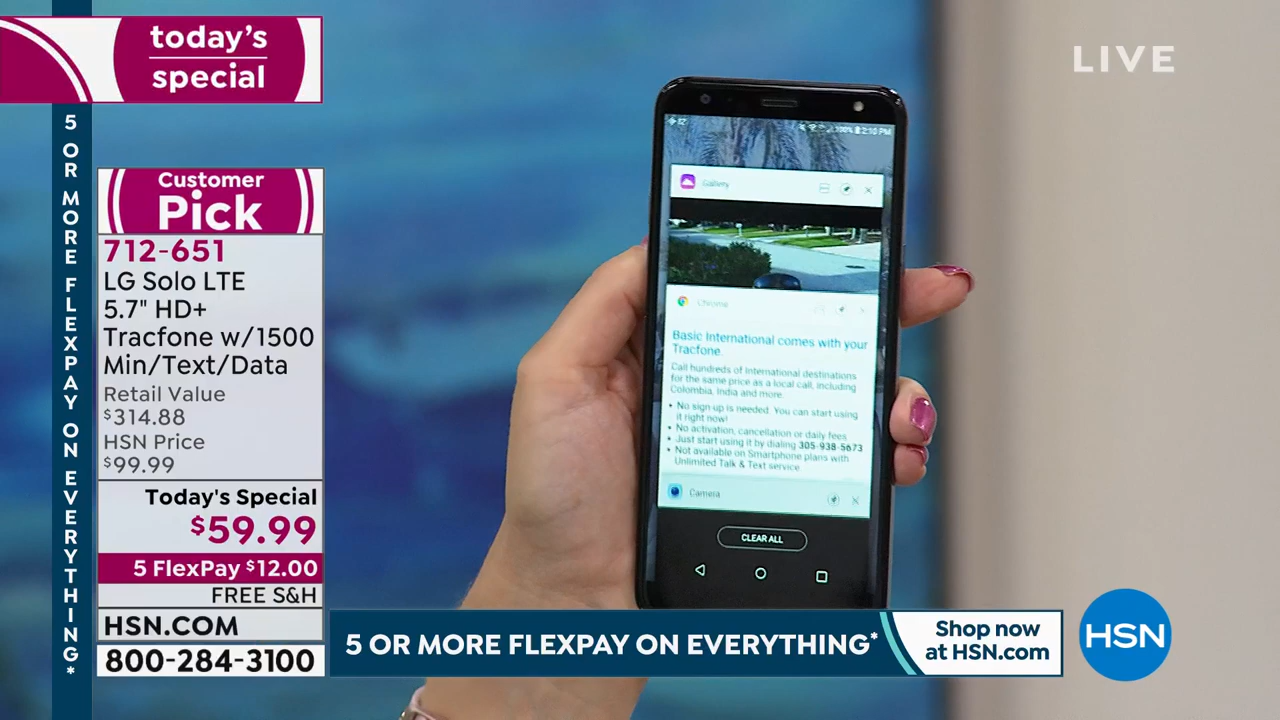 today's
special
LIVE
5 OR MORE FLEXPAY ON EVERYTHING*
Customer
Pick
712-651
LG Solo LTE
5.7" HD+
Tracfone w/1500
Min/Text/Data
Retail Value
$314.88
HSN Price
$99.99
Today's Special
$59.99
5 FlexPay $12.00
FREE S&H
HSN.COM
800-284-3100
100% 2:10 PM
Gallery
Chrome
Basic International comes with your
Tracfone.
Call hundreds of International destinations
for the same price as a local call, including
Colombia, India and more.
• No sign up is needed. You can start using
it right now!
• No activation, cancellation or daily fees
• Just start using it by dialing 305-938-5673
• Not available on Smartphone plans with
Unlimited Talk & Text service
Camera
CLEAR ALL
5 OR MORE FLEXPAY ON EVERYTHING*
Shop now
at HSN.com
HSN